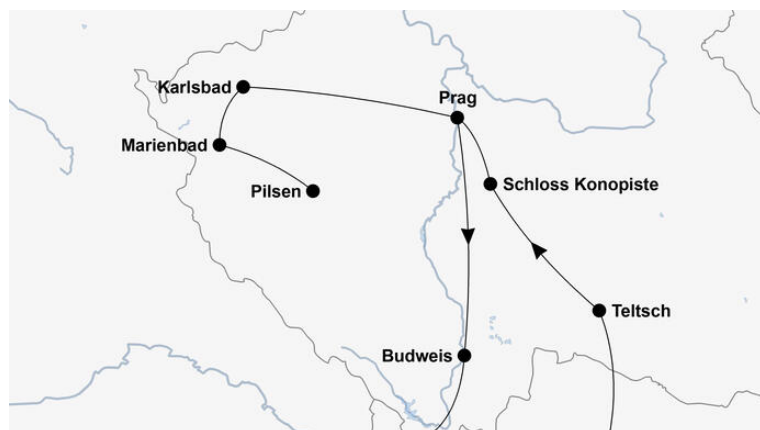 Karlsbad
Prag
Marienbad
Schloss Konopiste
Pilsen
Teltsch
Budweis